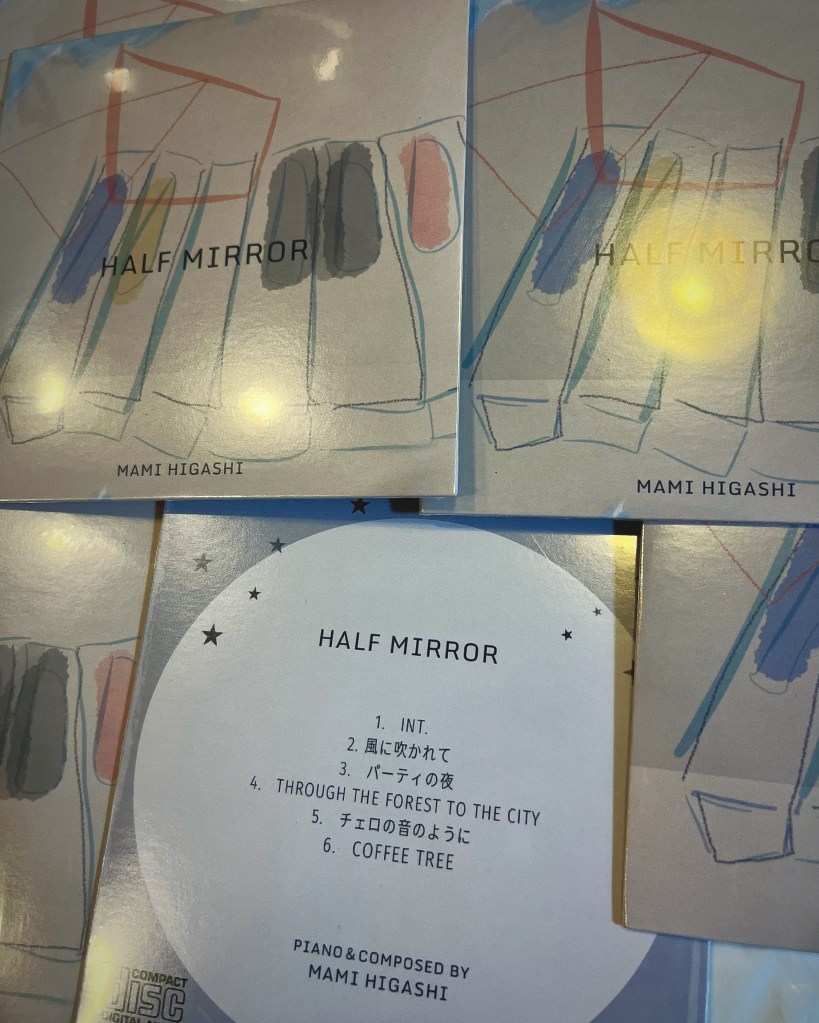 HALF MIRROR
MAMI HIGASHI
HALF MIRRO
MAMI HIGASHI
HALF MIRROR
1. INT.
2. 風に吹かれて
3. パーティの夜
4. THROUGH THE FOREST TO THE CITY
5. チェロの音のように
6. COFFEE TREE
PIANO & COMPOSED BY
MAMI HIGASHI
COMPACT
DISC
DIGITAL